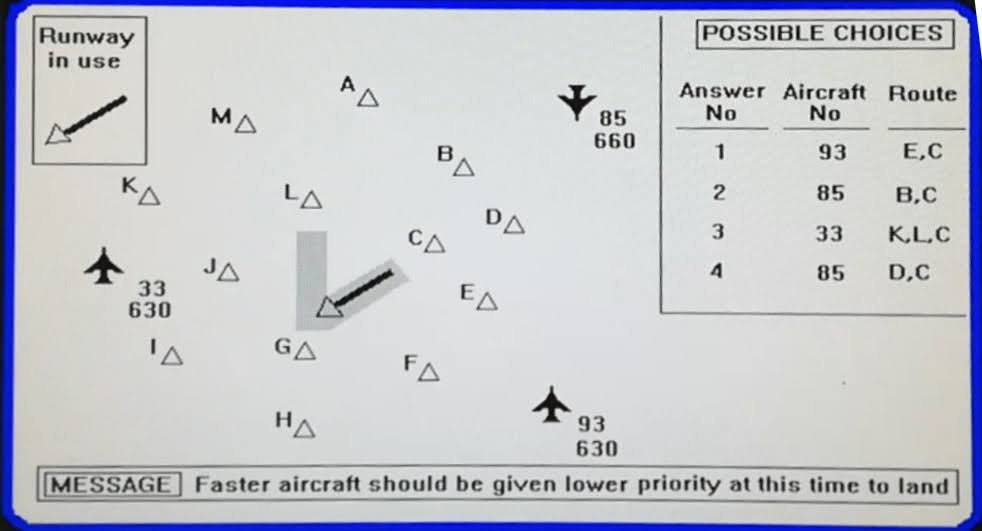 Runway
in use
A
M
85
660
B
K
L
D
C
J
33
630
E
I
G
F
H
93
630
POSSIBLE CHOICES
Answer No Aircraft No Route
1 93 E,C
2 85 B,C
3 33 K,L,C
4 85 D,C
MESSAGE Faster aircraft should be given lower priority at this time to land